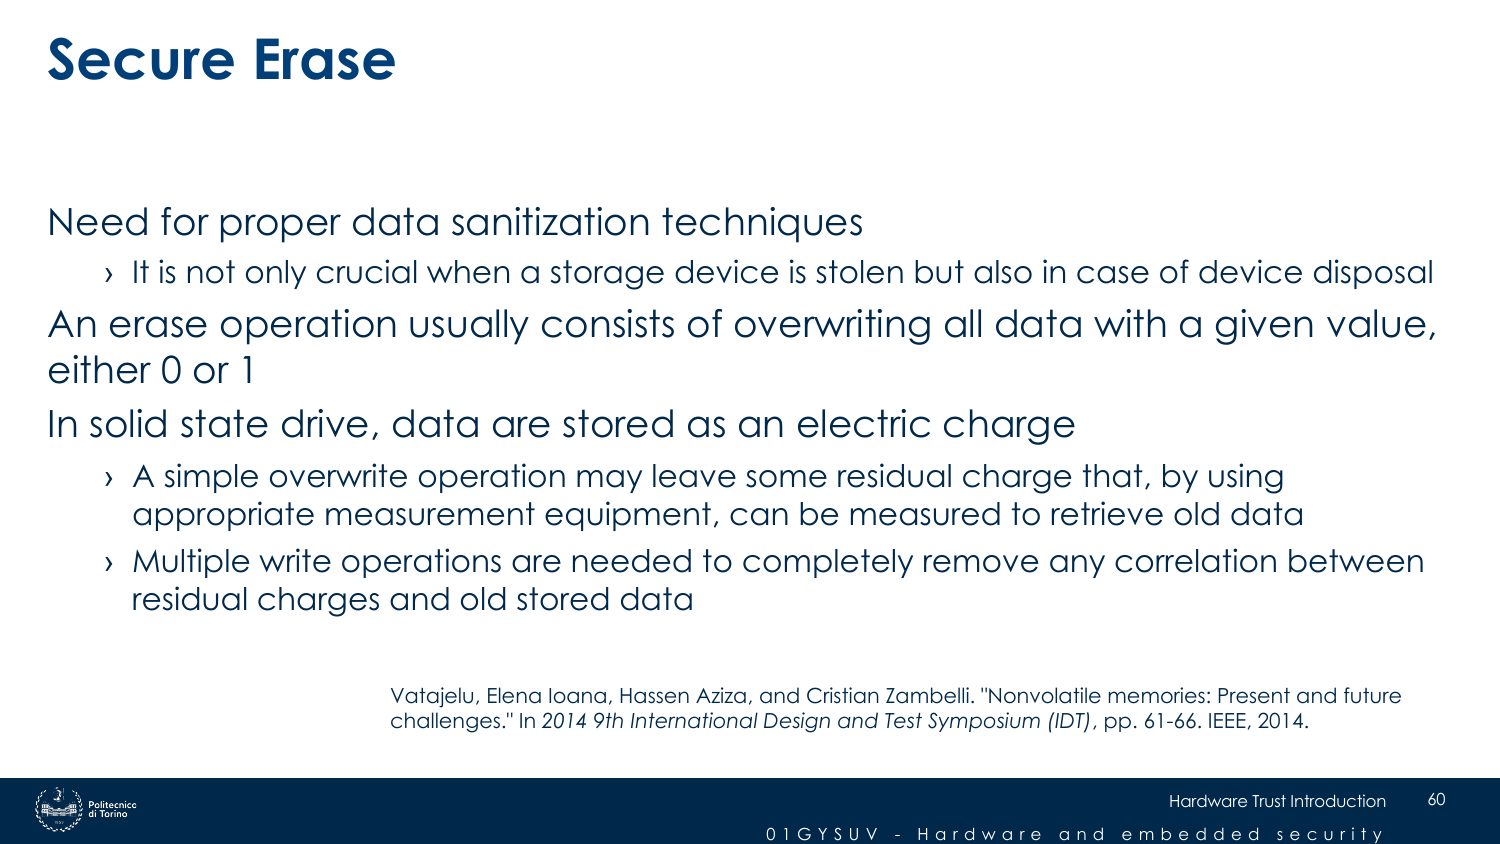 Secure Erase
Need for proper data sanitization techniques
› It is not only crucial when a storage device is stolen but also in case of device disposal
An erase operation usually consists of overwriting all data with a given value,
either 0 or 1
In solid state drive, data are stored as an electric charge
› A simple overwrite operation may leave some residual charge that, by using
appropriate measurement equipment, can be measured to retrieve old data
› Multiple write operations are needed to completely remove any correlation between
residual charges and old stored data
Vatajelu, Elena Ioana, Hassen Aziza, and Cristian Zambelli. "Nonvolatile memories: Present and future
challenges." In 2014 9th International Design and Test Symposium (IDT), pp. 61-66. IEEE, 2014.
Politecnico
di Torino
Hardware Trust Introduction 60
01GYSUV - Hardware and embedded security